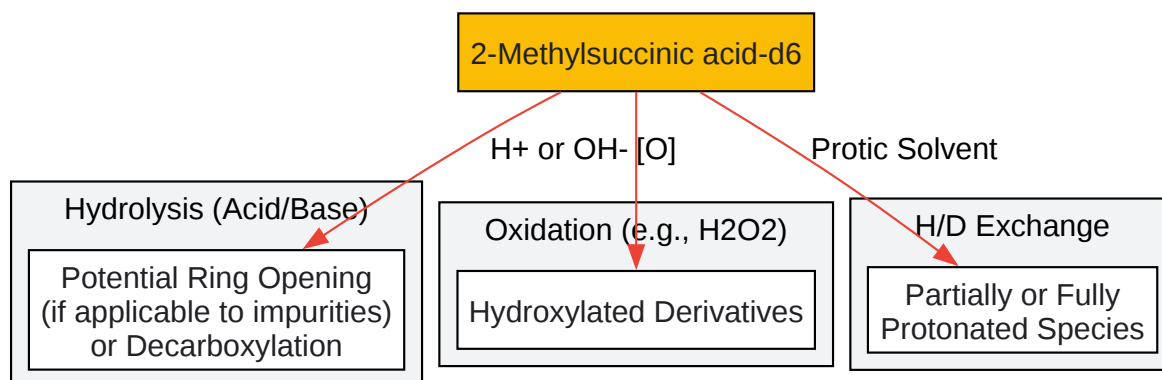 2-Methylsuccinic acid-d6
H+ or OH-
[O]
Protic Solvent
Hydrolysis (Acid/Base)
Potential Ring Opening
(if applicable to impurities)
or Decarboxylation
Oxidation (e.g., H2O2)
Hydroxylated Derivatives
H/D Exchange
Partially or Fully
Protonated Species